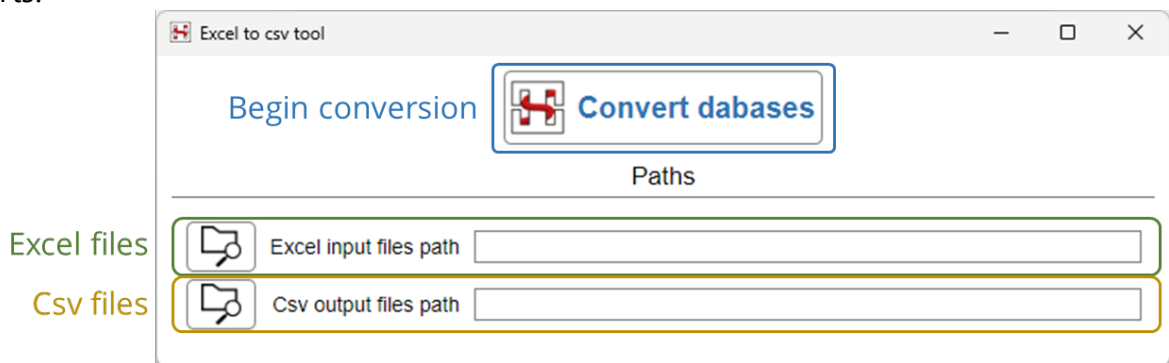 Excel to csv tool
Begin conversion
Convert dabases
Paths
Excel files
Excel input files path
Csv files
Csv output files path